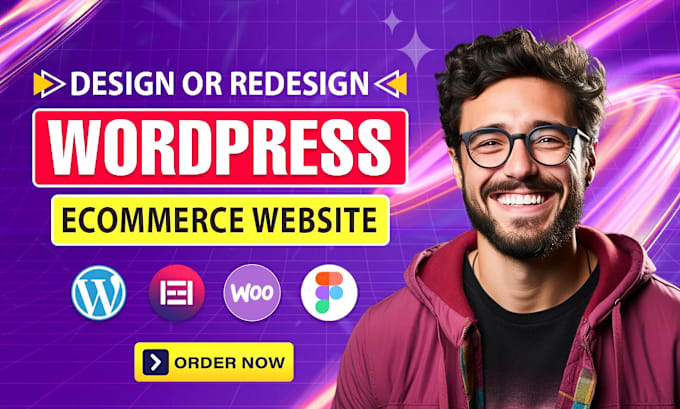 DESIGN OR REDESIGN
WORDPRESS
ECOMMERCE WEBSITE
WOO
ORDER NOW